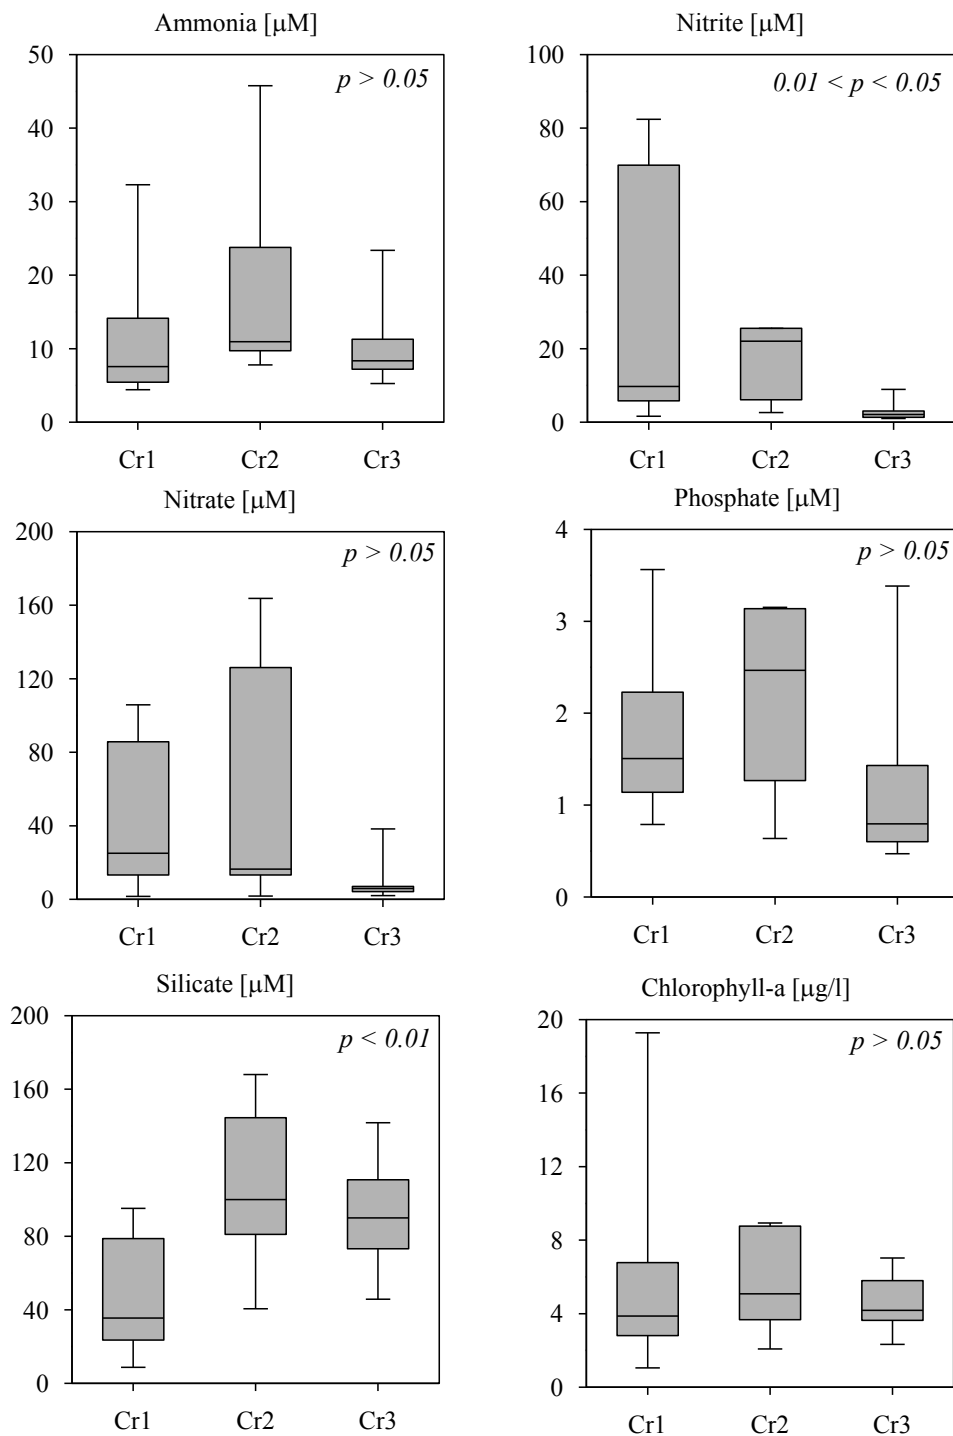 Ammonia [μM]
50
40
30
20
10
0
p > 0.05
Cr1 Cr2 Cr3
Nitrite [μM]
100
80
60
40
20
0
0.01 < p < 0.05
Cr1 Cr2 Cr3
Nitrate [μM]
200
160
120
80
40
0
p > 0.05
Cr1 Cr2 Cr3
Phosphate [μM]
4
3
2
1
0
p > 0.05
Cr1 Cr2 Cr3
Silicate [μM]
200
160
120
80
40
0
p < 0.01
Cr1 Cr2 Cr3
Chlorophyll-a [μg/l]
20
16
12
8
4
0
p > 0.05
Cr1 Cr2 Cr3